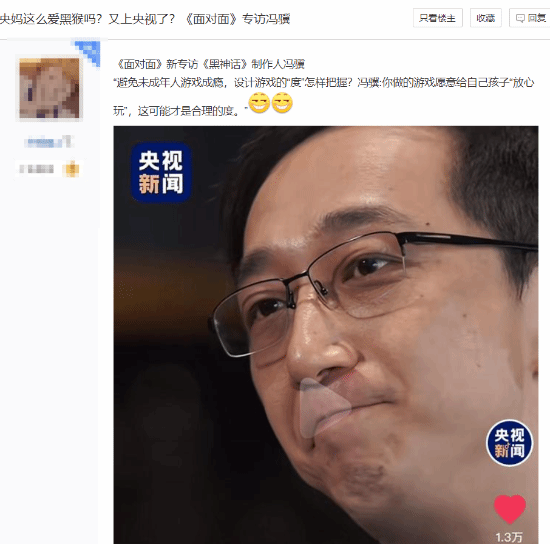 央妈这么爱黑猴吗？又上央视了？《面对面》专访冯骥
只看楼主
收藏
回复
《面对面》新专访《黑神话》制作人冯骥
“避免未成年人游戏成瘾，设计游戏的“度”怎样把握？冯骥:你做的游戏愿意给自己孩子“放心
玩”，这可能才是合理的度。”
央视
新闻
央视
新闻
1.3万